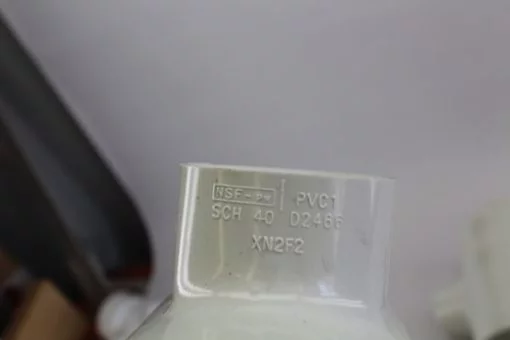 NSF-pw PVC1
SCH 40 D2466
XN2F2